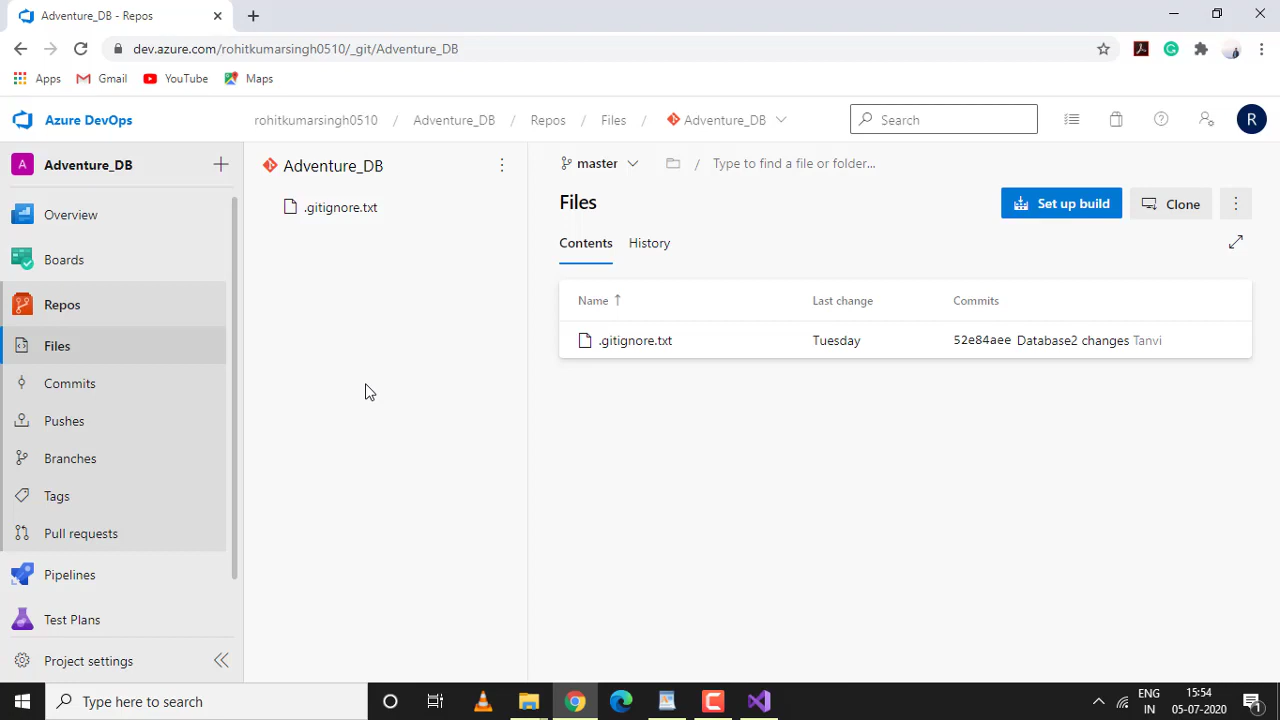 Adventure_DB - Repos
dev.azure.com/rohitkumarsingh0510/_git/Adventure_DB
Apps Gmail YouTube Maps
Azure DevOps
rohitkumarsingh0510 / Adventure_DB / Repos / Files / Adventure_DB
Search
R
A Adventure_DB
Overview
Boards
Repos
Files
Commits
Pushes
Branches
Tags
Pull requests
Pipelines
Test Plans
Project settings
Adventure_DB
.gitignore.txt
master / Type to find a file or folder...
Files
Set up build
Clone
Contents History
Name Last change Commits
.gitignore.txt Tuesday 52e84aee Database2 changes Tanvi
Type here to search
ENG
IN
15:54
05-07-2020
1